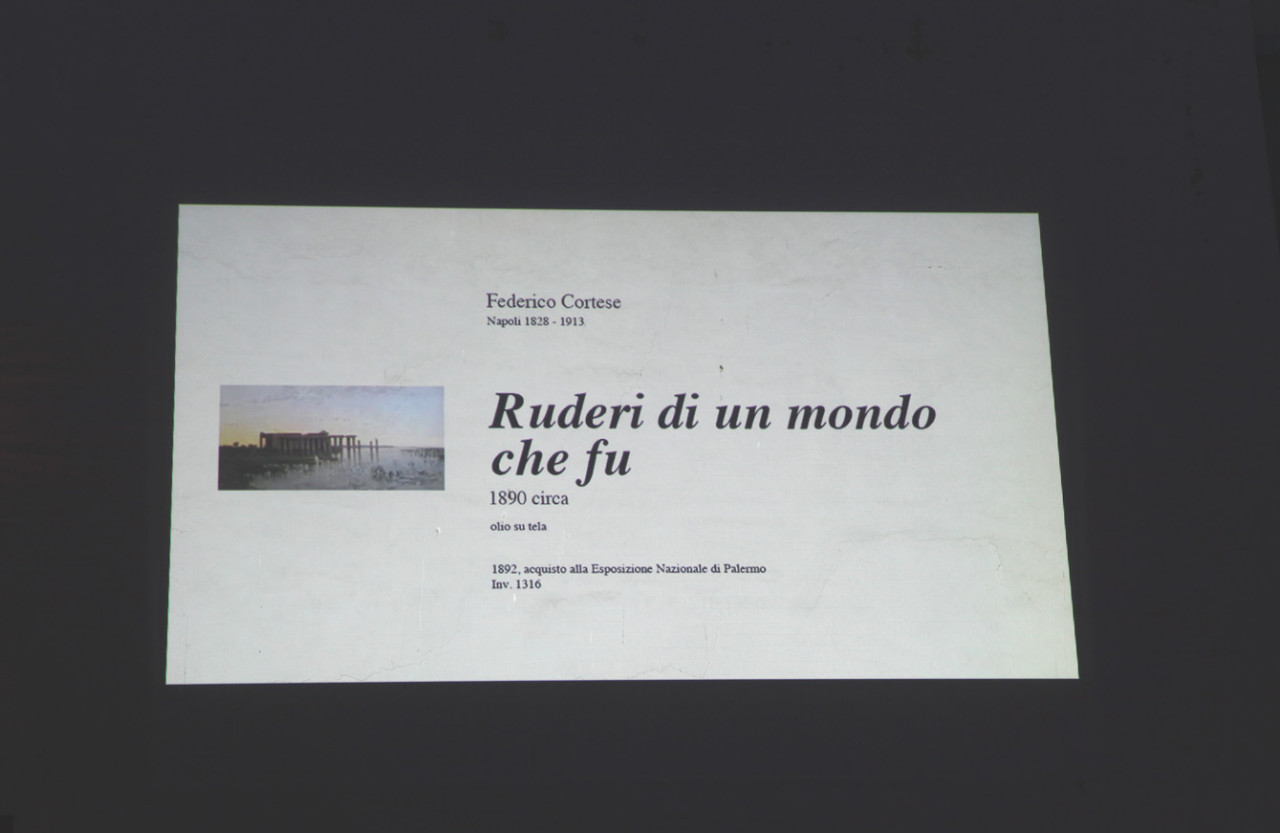 Federico Cortese
Napoli 1828 - 1913
Ruderi di un mondo
che fu
1890 circa
olio su tela
1892, acquisto alla Esposizione Nazionale di Palermo
Inv. 1316